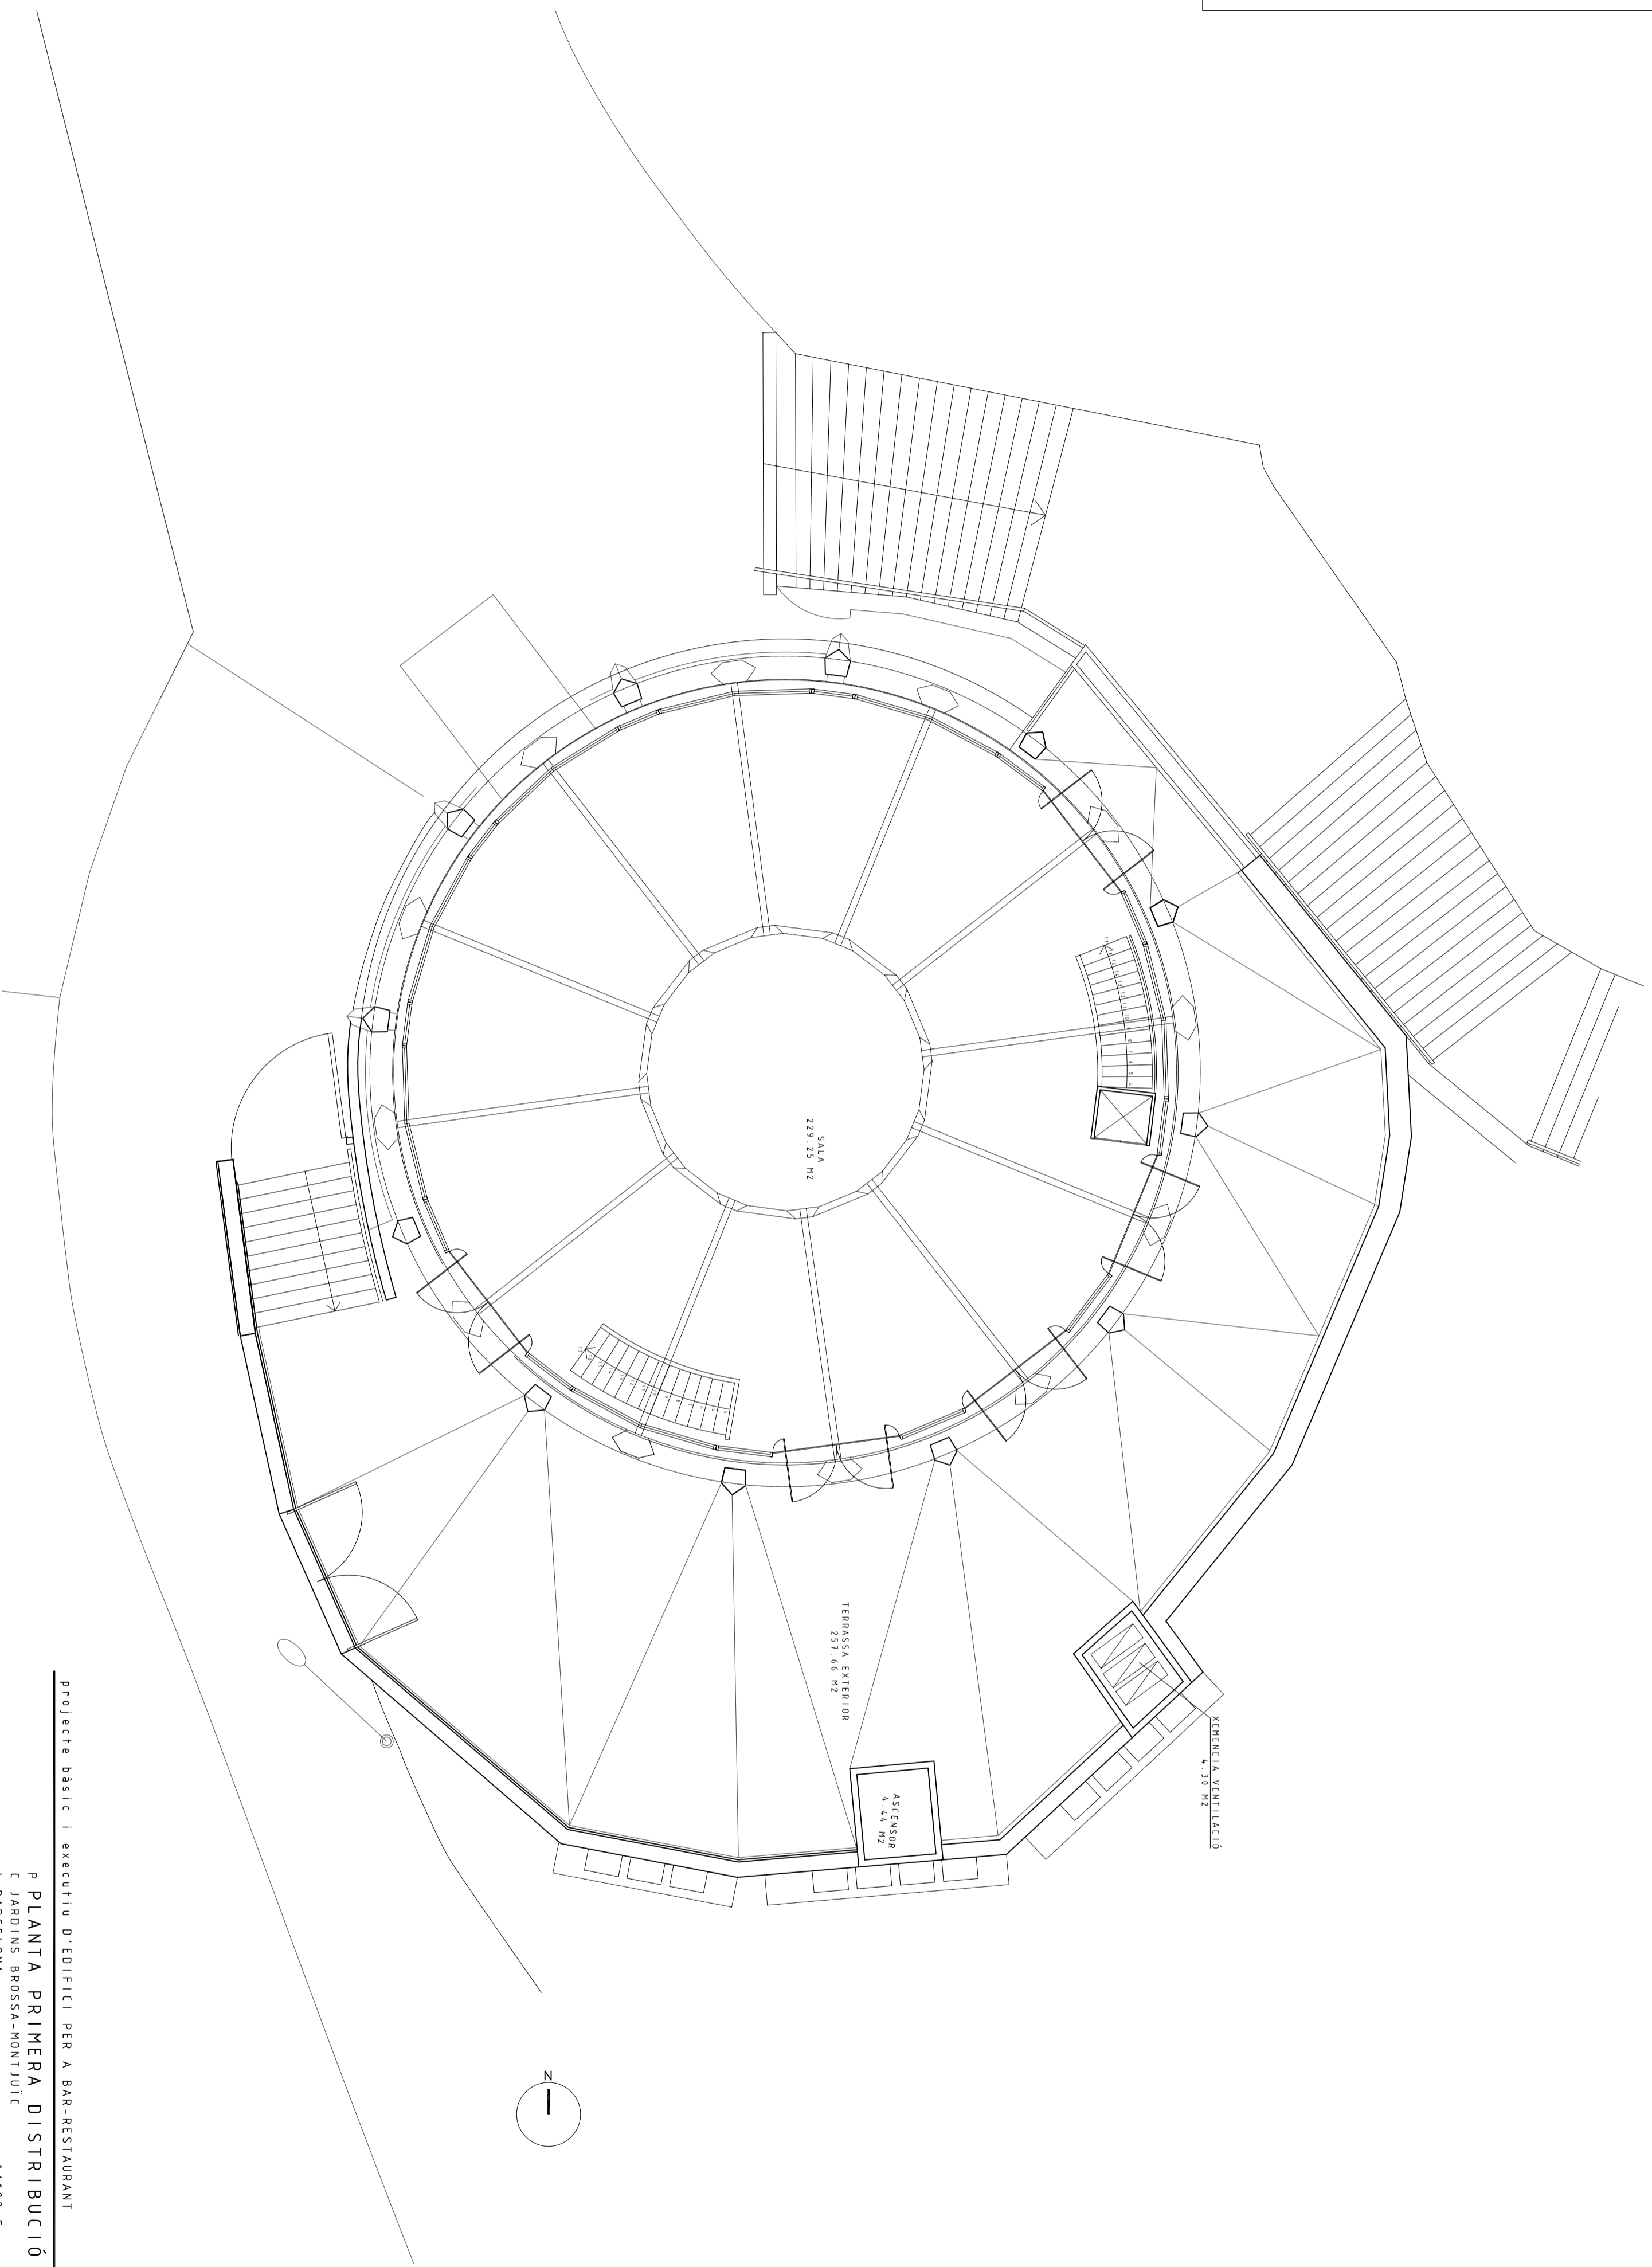 SALA
229.25 M2
TERRASSA EXTERIOR
257.66 M2
ASCENSOR
4.44 M2
XEMENEIA VENTILACIÓ
4.30 M2
N
projecte bàsic i executiu D'EDIFICI PER A BAR-RESTAURANT
P PLANTA PRIMERA DISTRIBUCIÓ
C JARDINS BROSSA-MONTJUÏC